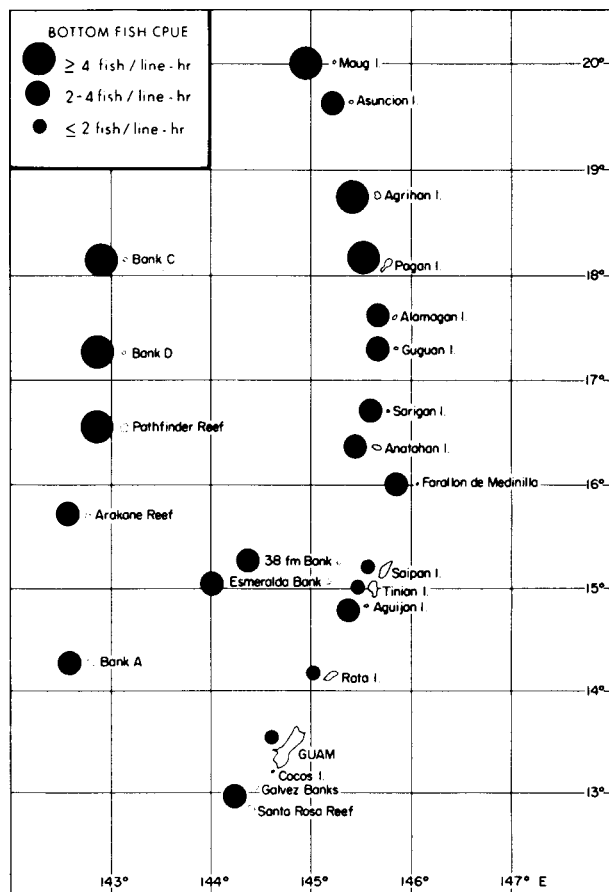 BOTTOM FISH CPUE
≥ 4 fish / line - hr
2-4 fish / line - hr
≤ 2 fish / line - hr
Maug I.
20°
Asuncion I.
19°
Agrihan I.
Bank C
Pagan I.
18°
Alamagan I.
Bank D
Guguan I.
17°
Sarigan I.
Pathfinder Reef
Anatahan I.
Farallon de Medinilla
16°
Arakane Reef
38 fm Bank
Saipan I.
Esmeralda Bank
Tinian I.
15°
Aguijan I.
Bank A
Rota I.
14°
GUAM
Cocos I.
Galvez Banks
13°
Santa Rosa Reef
143° 144° 145° 146° 147° E